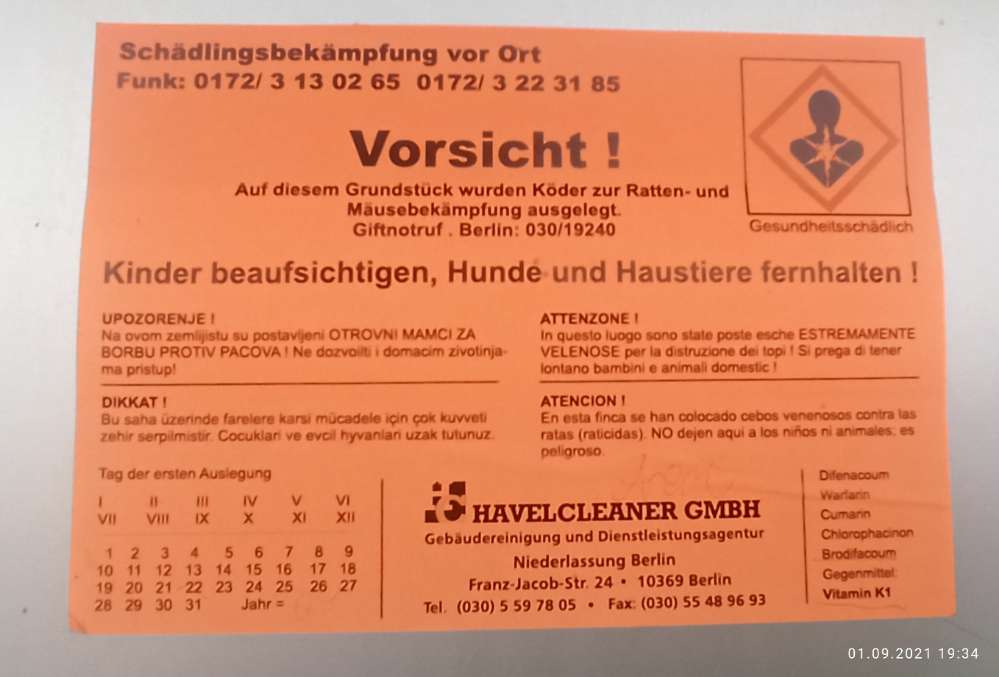 Schädlingsbekämpfung vor Ort
Funk: 0172/ 3 13 02 65 0172/ 3 22 31 85
Vorsicht !
Auf diesem Grundstück wurden Köder zur Ratten- und
Mäusebekämpfung ausgelegt.
Giftnotruf . Berlin: 030/19240
Gesundheitsschädlich
Kinder beaufsichtigen, Hunde und Haustiere fernhalten !
UPOZORENJE !
Na ovom zemljistu su postavljeni OTROVNI MAMCI ZA
BORBU PROTIV PACOVA ! Ne dozvoilti i domacim zivotinja-
ma pristup!
ATTENZONE !
In questo luogo sono state poste esche ESTREMAMENTE
VELENOSE per la distruzione dei topi ! Si prega di tener
lontano bambini e animali domestic !
DIKKAT !
Bu saha üzerinde farelere karsi mücadele için çok kuvveti
zehir serpilmistir. Cocuklari ve evcil hyvanlari uzak tutunuz.
ATENCION !
En esta finca se han colocado cebos venenosos contra las
ratas (raticidas). NO dejen aqui a los niños ni animales; es
peligroso.
Tag der ersten Auslegung
I II III IV V VI
VII VIII IX X XI XII
1 2 3 4 5 6 7 8 9
10 11 12 13 14 15 16 17 18
19 20 21 22 23 24 25 26 27
28 29 30 31 Jahr =
HAVELCLEANER GMBH
Gebäudereinigung und Dienstleistungsagentur
Niederlassung Berlin
Franz-Jacob-Str. 24 • 10369 Berlin
Tel. (030) 5 59 78 05 • Fax: (030) 55 48 96 93
Difenacoum
Warfarin
Cumarin
Chlorophacinon
Brodifacoum
Gegenmittel:
Vitamin K1
01.09.2021 19:34